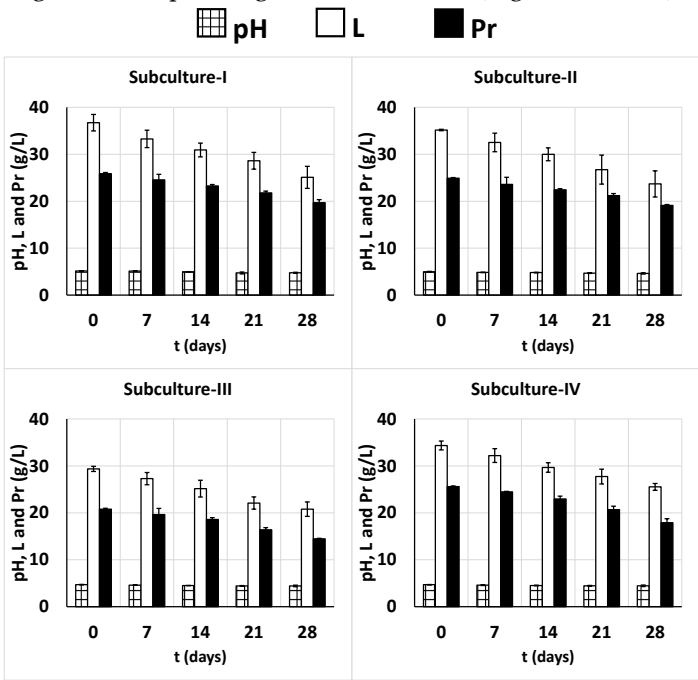 pH L Pr
Subculture-I
40
30
20
10
0
pH, L and Pr (g/L)
0 7 14 21 28
t (days)
Subculture-II
40
30
20
10
0
pH, L and Pr (g/L)
0 7 14 21 28
t (days)
Subculture-III
40
30
20
10
0
pH, L and Pr (g/L)
0 7 14 21 28
t (days)
Subculture-IV
40
30
20
10
0
pH, L and Pr (g/L)
0 7 14 21 28
t (days)